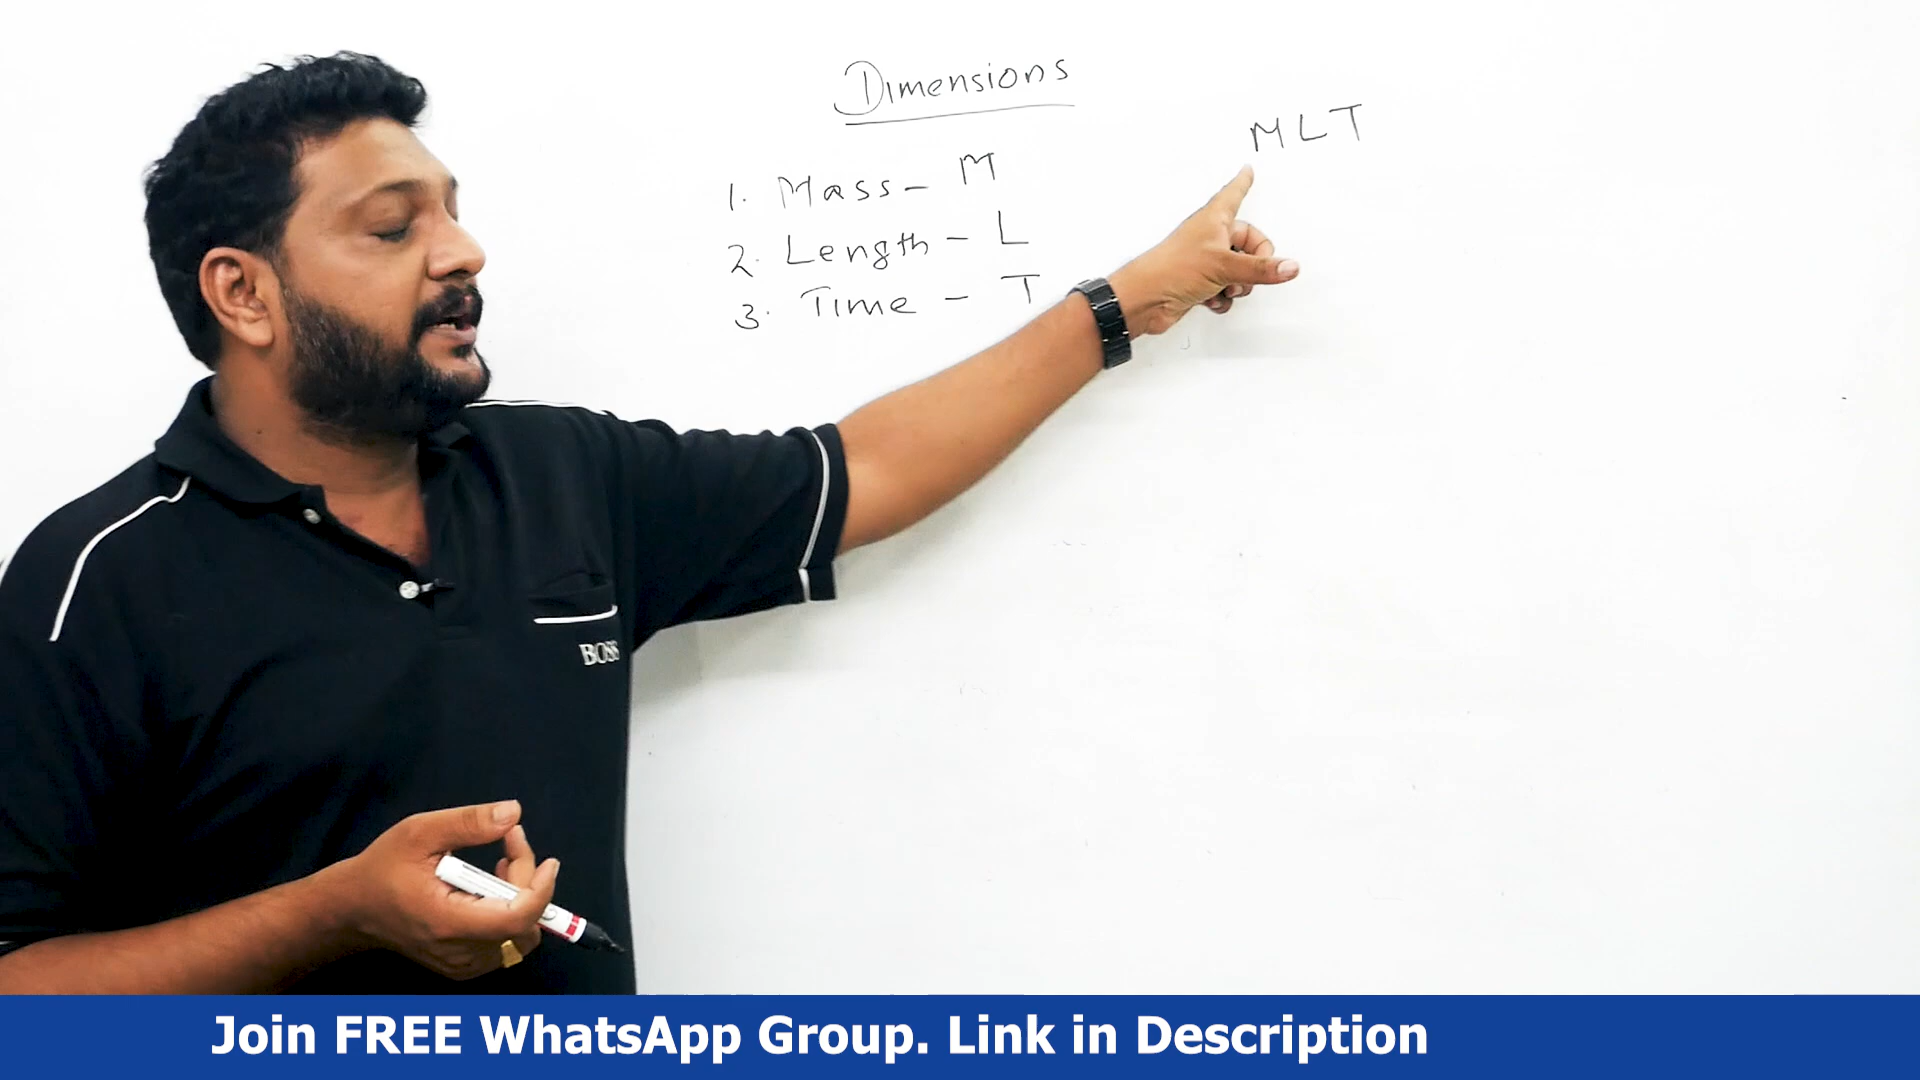 Dimensions
MLT
1. Mass – M
2. Length – L
3. Time – T
BOSS
Join FREE WhatsApp Group. Link in Description